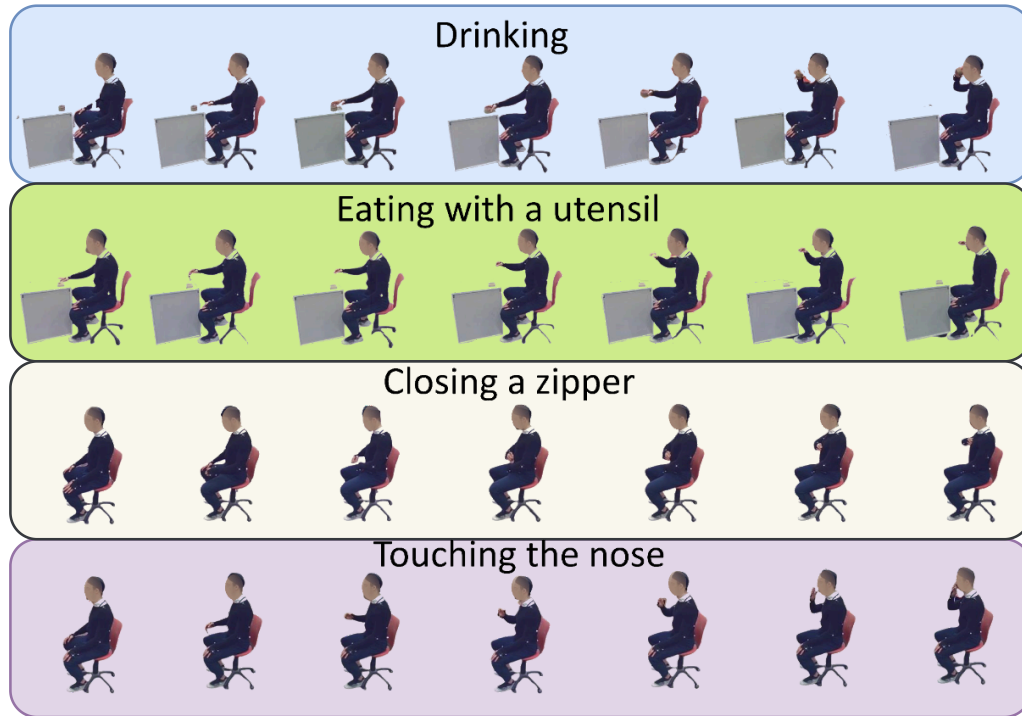 Drinking
Eating with a utensil
Closing a zipper
Touching the nose